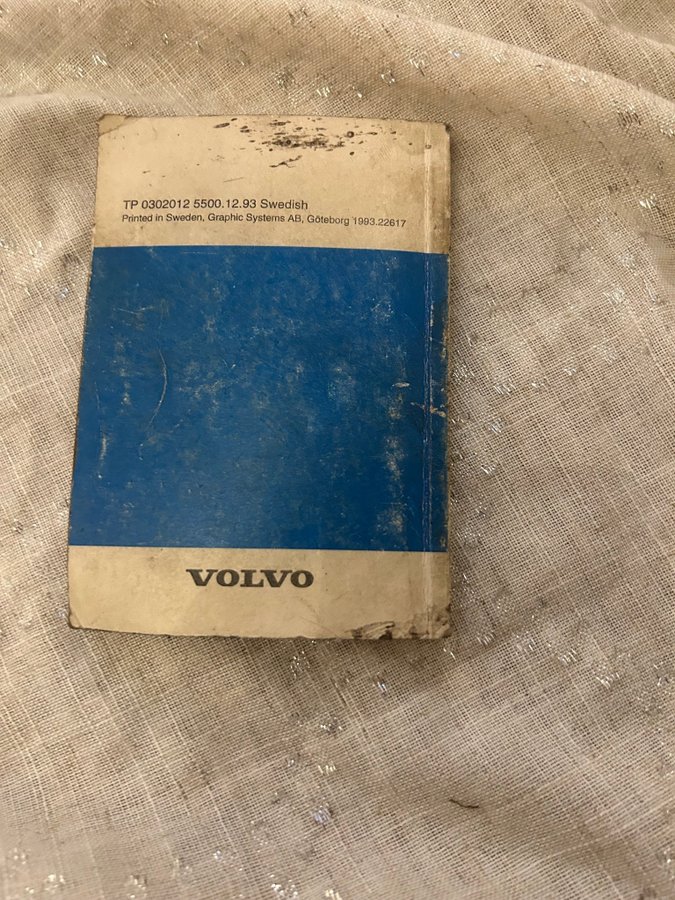 TP 0302012 5500.12.93 Swedish
Printed in Sweden, Graphic Systems AB, Göteborg 1993.22617
VOLVO